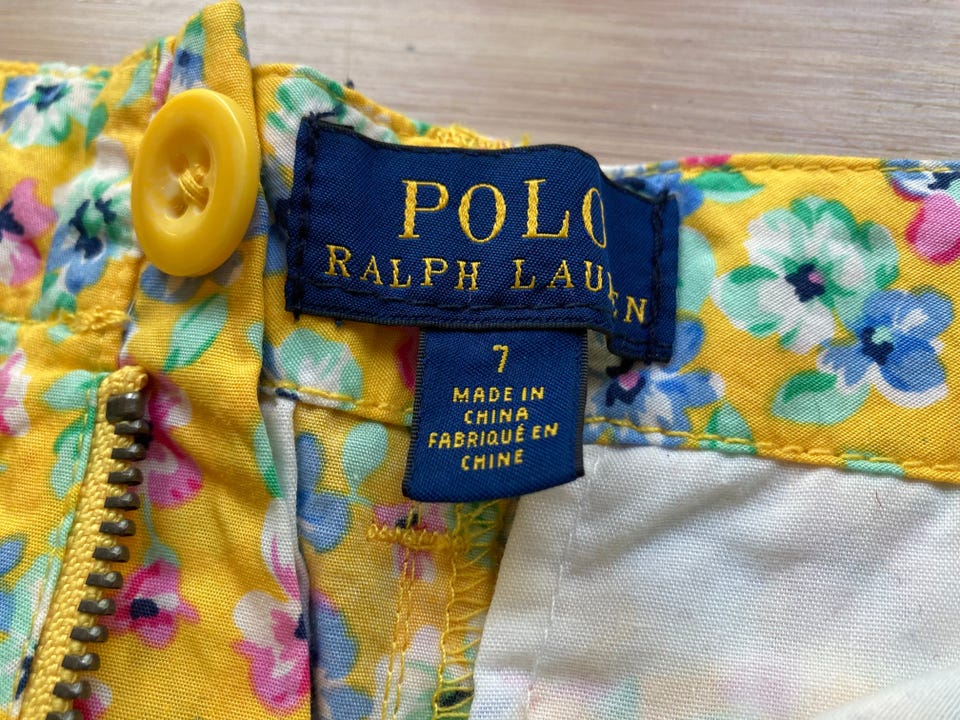 POLO
RALPH LAUREN
7
MADE IN
CHINA
FABRIQUÉ EN
CHINE